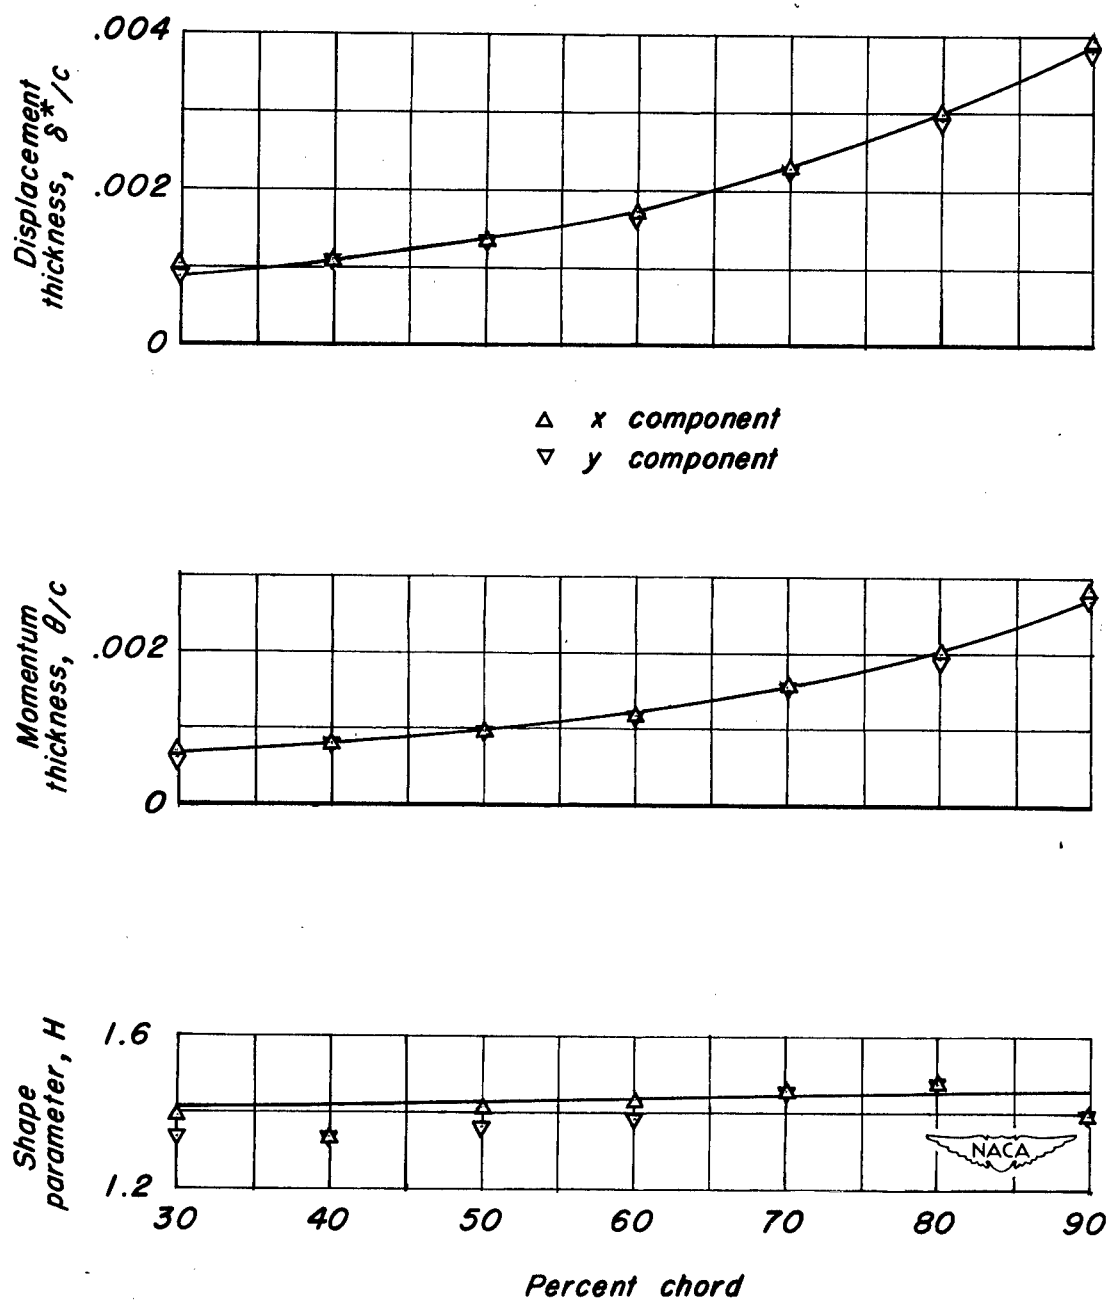 .004
.002
0
Displacement
thickness, δ*/c
△ x component
▽ y component
.002
0
Momentum
thickness, θ/c
1.6
1.2
Shape
parameter, H
NACA
30 40 50 60 70 80 90
Percent chord